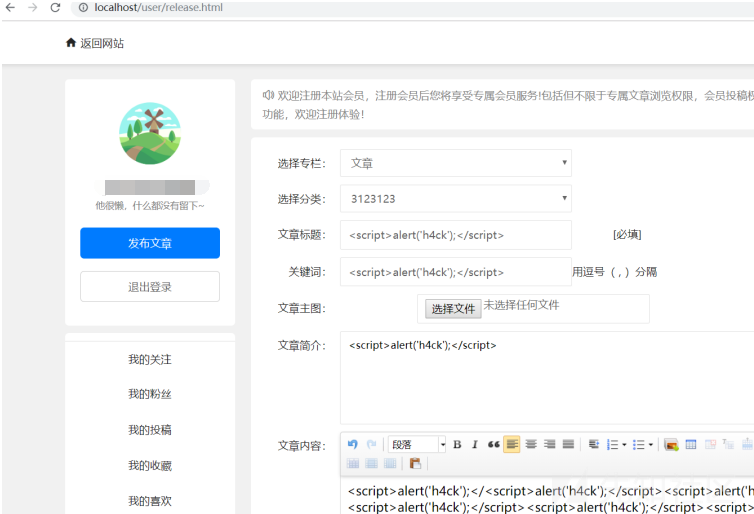 localhost/user/release.html
返回网站
欢迎注册本站会员，注册会员后您将享受专属会员服务!包括但不限于专属文章浏览权限，会员投稿权
功能，欢迎注册体验！
他很懒，什么都没有留下~
发布文章
退出登录
我的关注
我的粉丝
我的投稿
我的收藏
我的喜欢
选择专栏： 文章
选择分类： 3123123
文章标题： <script>alert('h4ck');</script> [必填]
关键词： <script>alert('h4ck');</script> 用逗号（，）分隔
文章主图： 选择文件 未选择任何文件
文章简介： <script>alert('h4ck');</script>
文章内容： 段落 B I
<script>alert('h4ck');</<script>alert('h4ck');</script><script>alert('h
<script>alert('h4ck');</script><script>alert('h4ck');</script><scrip